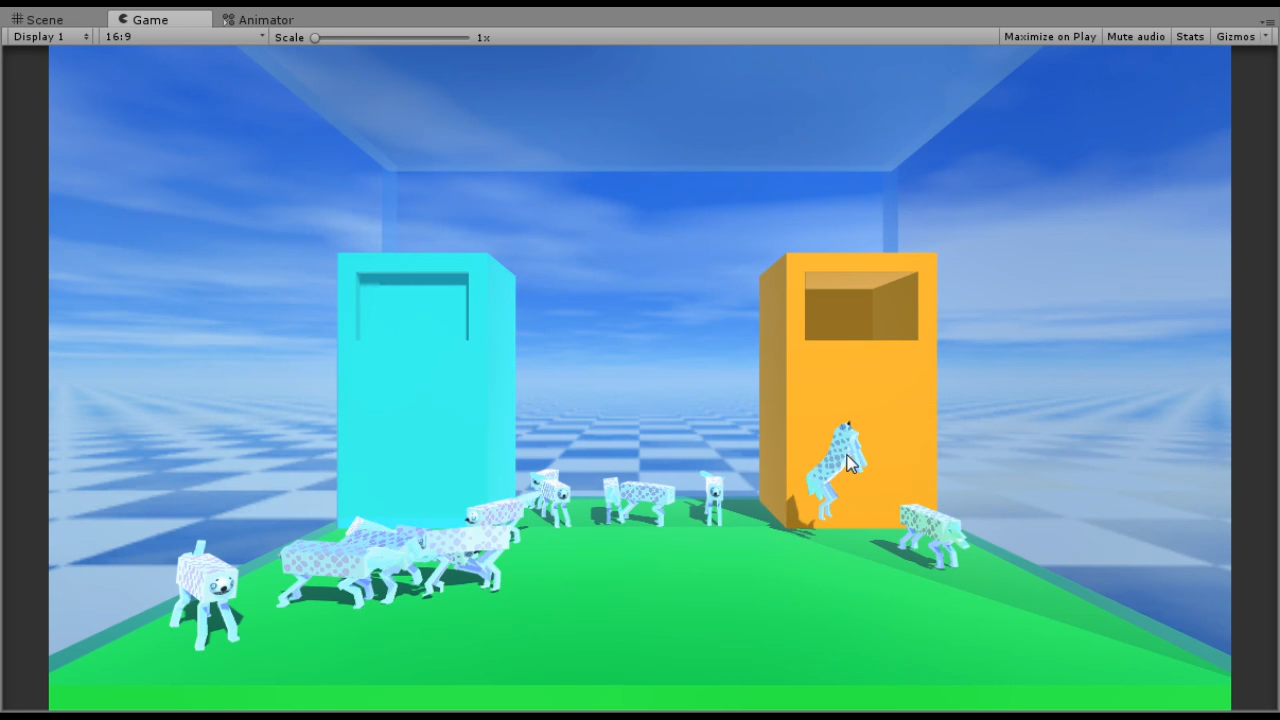 Scene Game Animator
Display 1 16:9 Scale 1x Maximize on Play Mute audio Stats Gizmos